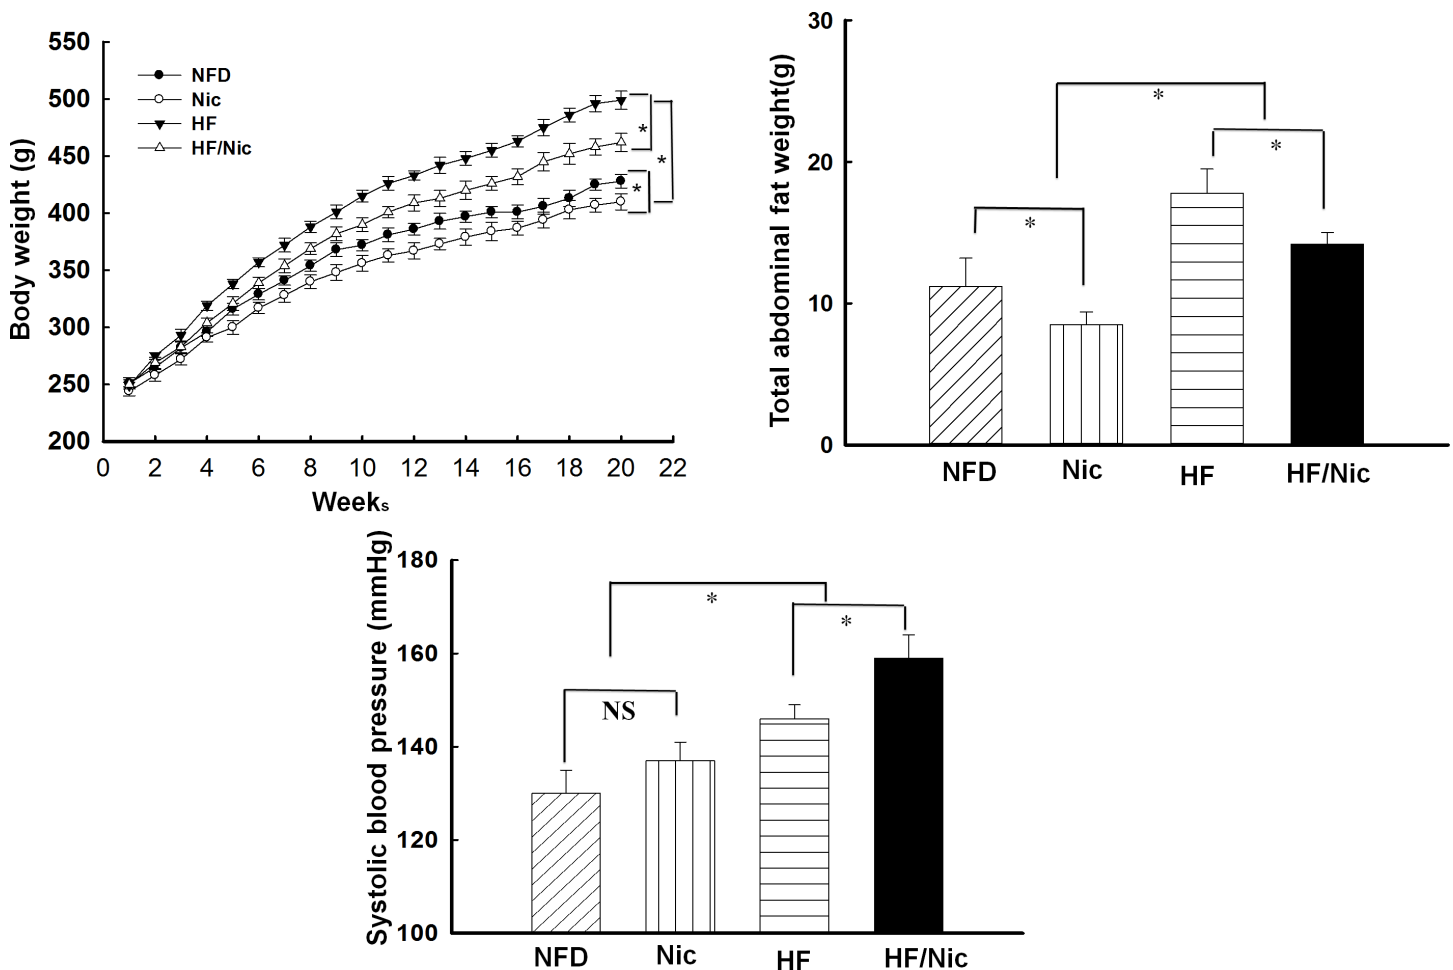 Body weight (g)
550
500
450
400
350
300
250
200
NFD
Nic
HF
HF/Nic
*
*
*
0 2 4 6 8 10 12 14 16 18 20 22
Weeks
Total abdominal fat weight(g)
30
20
10
0
*
*
*
NFD Nic HF HF/Nic
Systolic blood pressure (mmHg)
180
160
140
120
100
*
*
NS
NFD Nic HF HF/Nic